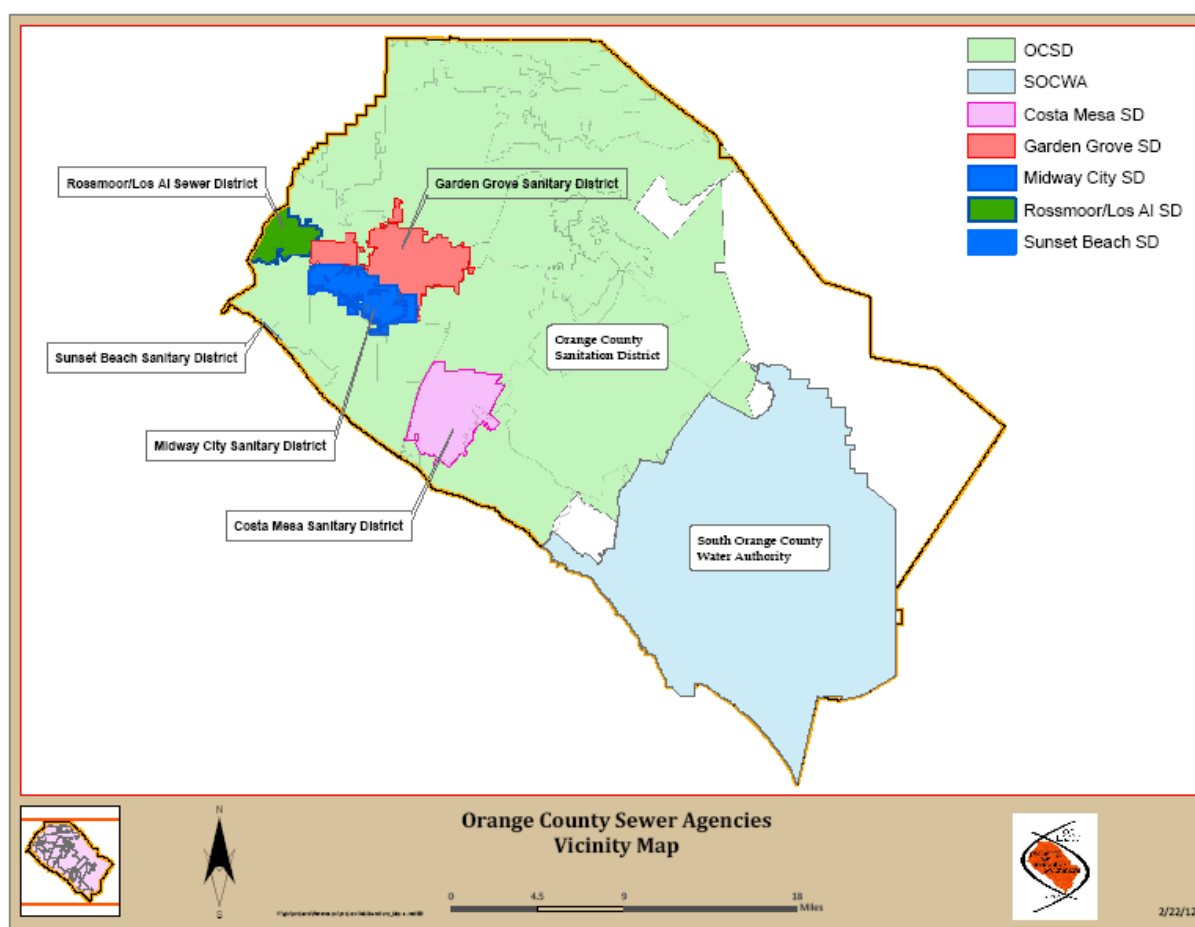 OCSD
SOCWA
Costa Mesa SD
Garden Grove SD
Midway City SD
Rossmoor/Los Al SD
Sunset Beach SD
Rossmoor/Los Al Sewer District
Garden Grove Sanitary District
Orange County
Sanitation District
Sunset Beach Sanitary District
Midway City Sanitary District
Costa Mesa Sanitary District
South Orange County
Water Authority
N
S
Orange County Sewer Agencies
Vicinity Map
0 4.5 9 18
Miles
2/22/12